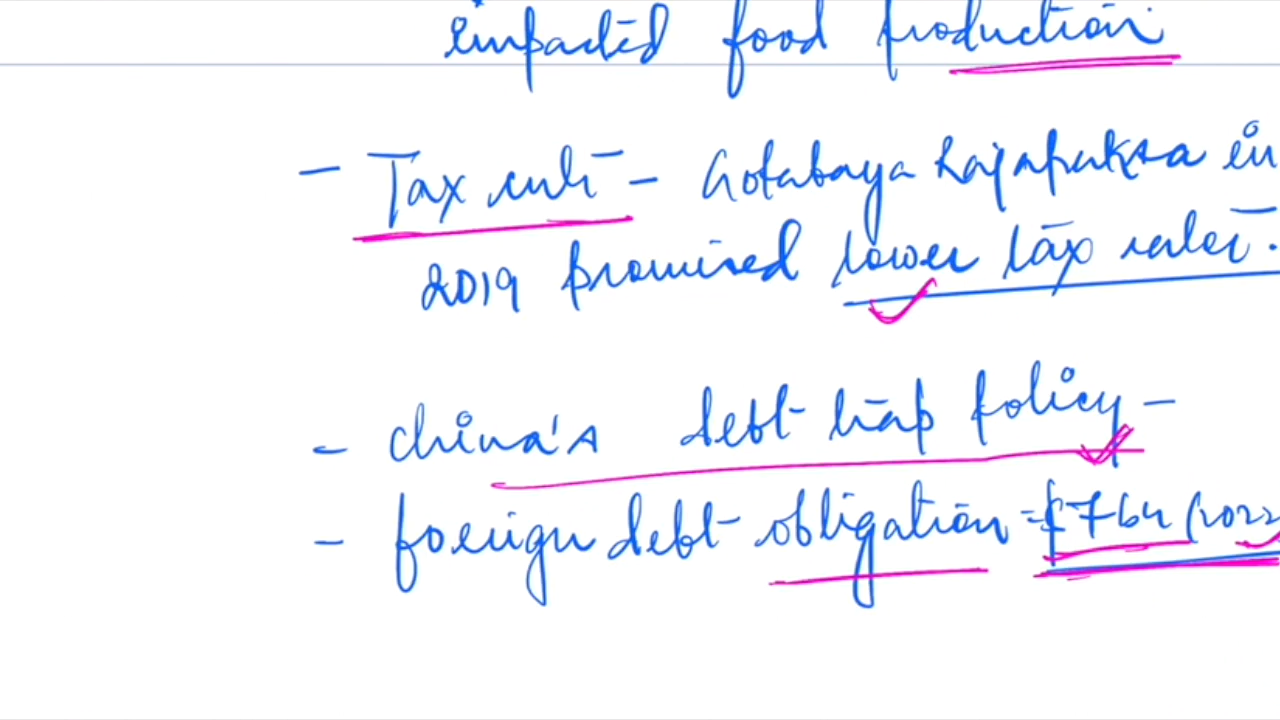 impacted food production
- Tax cuts - Gotabaya Rajapaksa in
2019 promised lower tax rates.
- China's debt trap policy -
- foreign debt obligation = $7bn (2022